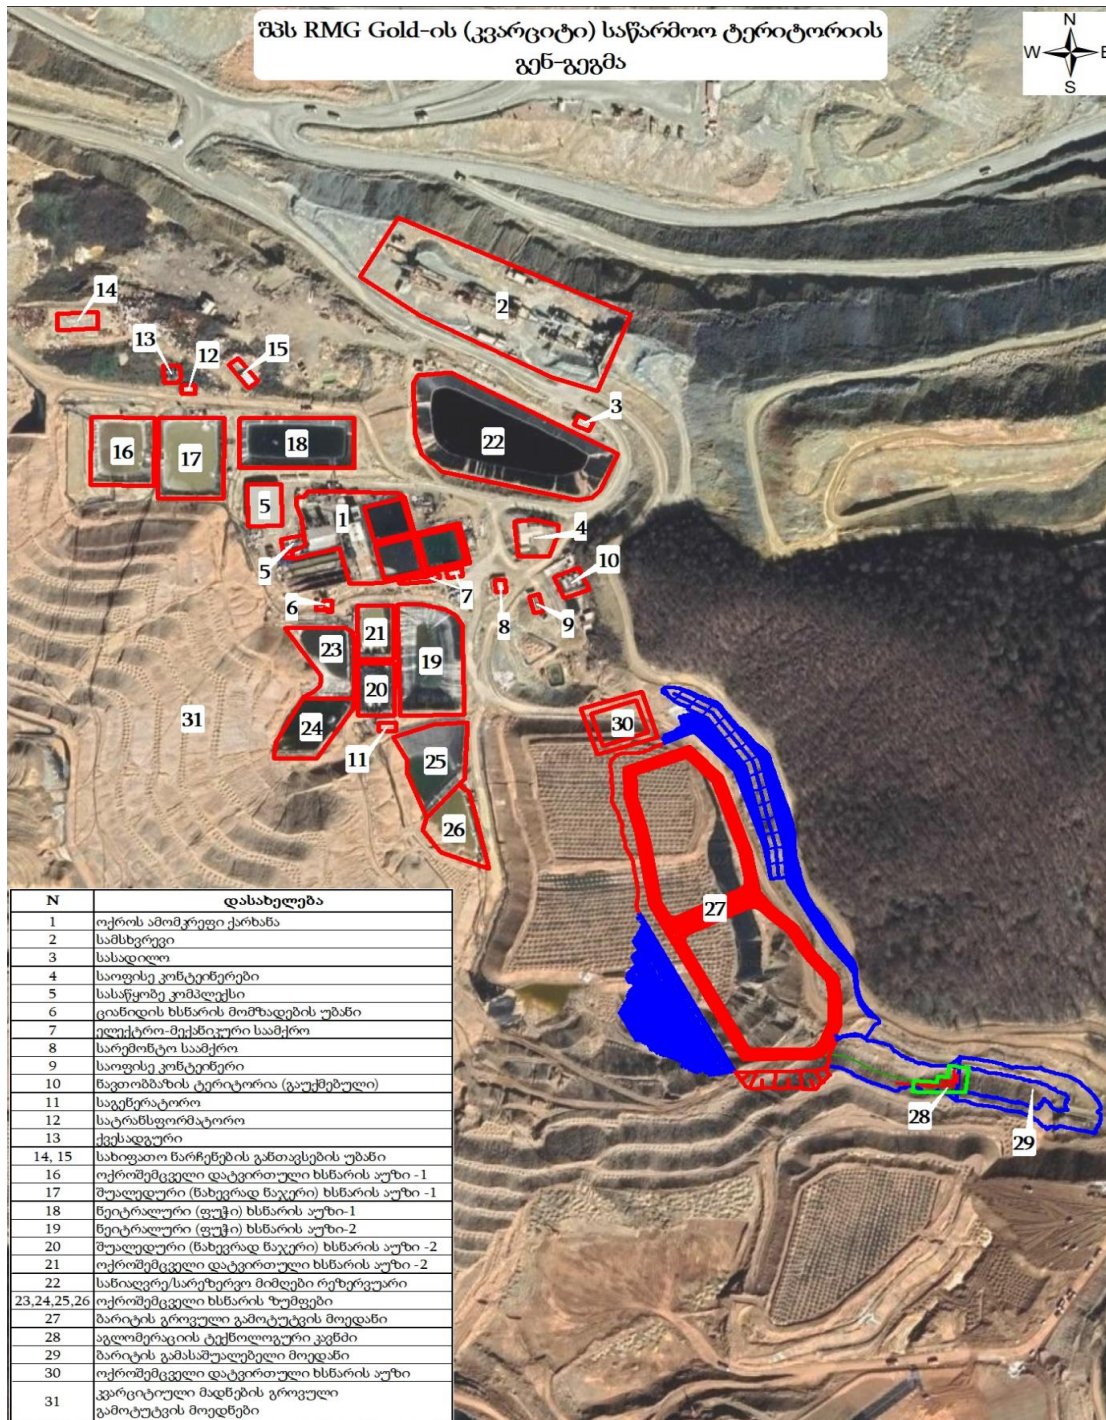 შპს RMG Gold-ის (კვარციტი) საწარმოო ტერიტორიის
გენ-გეგმა
N
W E
S
2
14
13
12
15
3
16
17
18
22
5
1
4
5
10
7
6
8
9
21
23
19
20
31
24
30
11
25
26
27
28
29
N დასახელება
1 ოქროს ამომკრეფი ქარხანა
2 სამსხვრევი
3 სასადილო
4 საოფისე კონტეინერები
5 სასაწყობე კომპლექსი
6 ციანიდის ხსნარის მომზადების უბანი
7 ელექტრო-მექანიკური საამქრო
8 სარემონტო საამქრო
9 საოფისე კონტეინერი
10 ნავთობბაზის ტერიტორია (გაუქმებული)
11 საგენერატორო
12 სატრანსფორმატორო
13 ქვესადგური
14, 15 სახიფათო ნარჩენების განთავსების უბანი
16 ოქროშემცველი დატვირთული ხსნარის აუზი -1
17 შუალედური (ნახევრად ნაჯერი) ხსნარის აუზი -1
18 ნეიტრალური (ფუჭი) ხსნარის აუზი-1
19 ნეიტრალური (ფუჭი) ხსნარის აუზი-2
20 შუალედური (ნახევრად ნაჯერი) ხსნარის აუზი -2
21 ოქროშემცველი დატვირთული ხსნარის აუზი -2
22 სანიაღვრე/სარეზერვო მიმღები რეზერვუარი
23,24,25,26 ოქროშემცველი ხსნარის ზუმფები
27 ბარიტის გროვული გამოტუტვის მოედანი
28 აგლომერაციის ტექნოლოგიური კვანძი
29 ბარიტის გამასაშუალებელი მოედანი
30 ოქროშემცველი დატვირთული ხსნარის აუზი
31 კვარციტიული მადნების გროვული
გამოტუტვის მოედნები